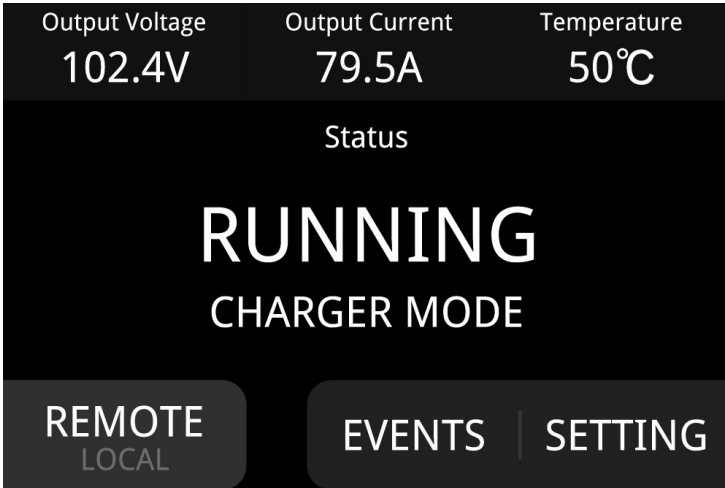 Output Voltage Output Current Temperature
102.4V 79.5A 50℃
Status
RUNNING
CHARGER MODE
REMOTE
LOCAL
EVENTS SETTING